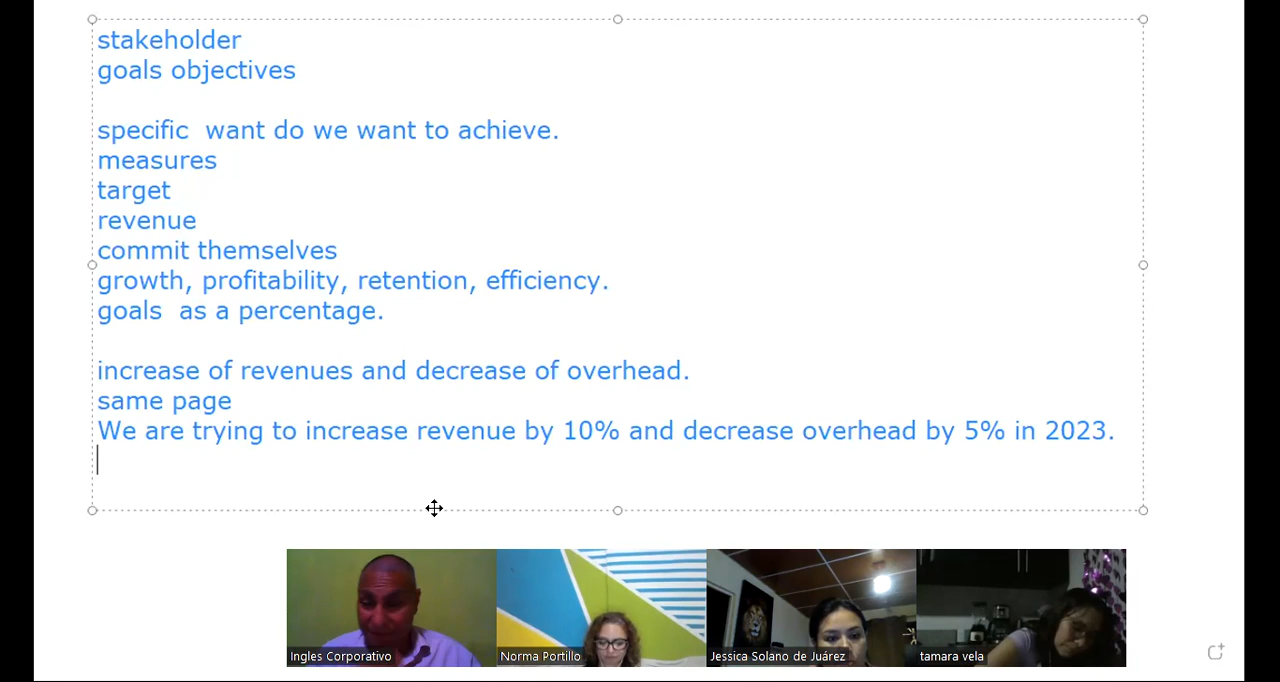 stakeholder
goals objectives
specific  want do we want to achieve.
measures
target
revenue
commit themselves
growth, profitability, retention, efficiency.
goals  as a percentage.
increase of revenues and decrease of overhead.
same page
We are trying to increase revenue by 10% and decrease overhead by 5% in 2023.
Ingles Corporativo
Norma Portillo
Jessica Solano de Juárez
tamara vela